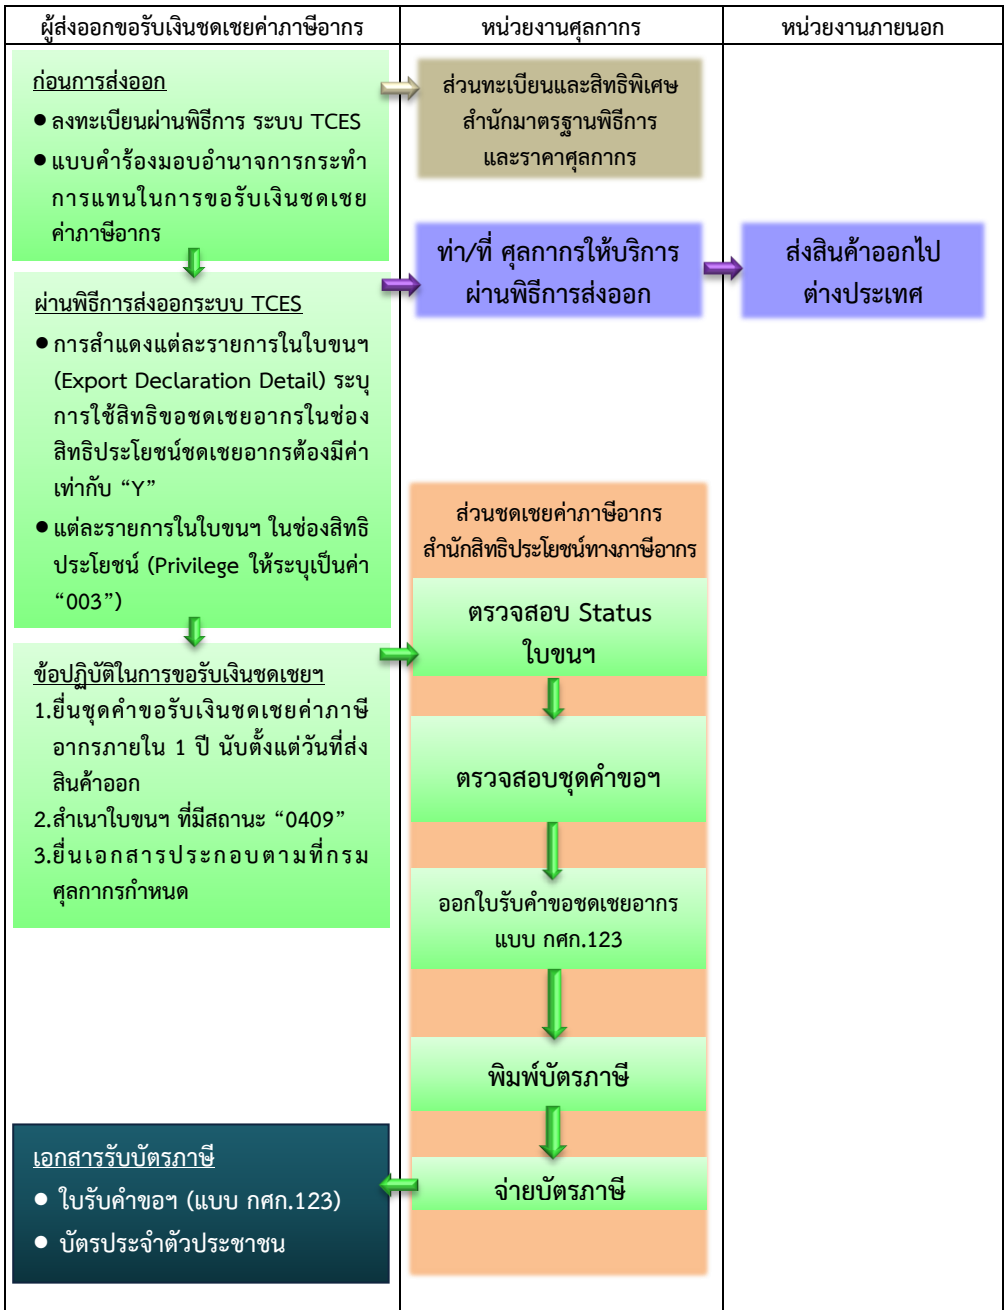 ผู้ส่งออกขอรับเงินชดเชยค่าภาษีอากร
หน่วยงานศุลกากร
หน่วยงานภายนอก
ก่อนการส่งออก
● ลงทะเบียนผ่านพิธีการ ระบบ TCES
● แบบคำร้องมอบอำนาจการกระทำ
การแทนในการขอรับเงินชดเชย
ค่าภาษีอากร
ส่วนทะเบียนและสิทธิพิเศษ
สำนักมาตรฐานพิธีการ
และราคาศุลกากร
ผ่านพิธีการส่งออกระบบ TCES
● การสำแดงแต่ละรายการในใบขนฯ
(Export Declaration Detail) ระบุ
การใช้สิทธิขอชดเชยอากรในช่อง
สิทธิประโยชน์ชดเชยอากรต้องมีค่า
เท่ากับ “Y”
● แต่ละรายการในใบขนฯ ในช่องสิทธิ
ประโยชน์ (Privilege ให้ระบุเป็นค่า
“003”)
ท่า/ที่ ศุลกากรให้บริการ
ผ่านพิธีการส่งออก
ส่งสินค้าออกไป
ต่างประเทศ
ข้อปฏิบัติในการขอรับเงินชดเชยฯ
1.ยื่นชุดคำขอรับเงินชดเชยค่าภาษี
อากรภายใน 1 ปี นับตั้งแต่วันที่ส่ง
สินค้าออก
2.สำเนาใบขนฯ ที่มีสถานะ “0409”
3.ยื่นเอกสารประกอบตามที่กรม
ศุลกากรกำหนด
ส่วนชดเชยค่าภาษีอากร
สำนักสิทธิประโยชน์ทางภาษีอากร
ตรวจสอบ Status
ใบขนฯ
ตรวจสอบชุดคำขอฯ
ออกใบรับคำขอชดเชยอากร
แบบ กศก.123
พิมพ์บัตรภาษี
จ่ายบัตรภาษี
เอกสารรับบัตรภาษี
● ใบรับคำขอฯ (แบบ กศก.123)
● บัตรประจำตัวประชาชน